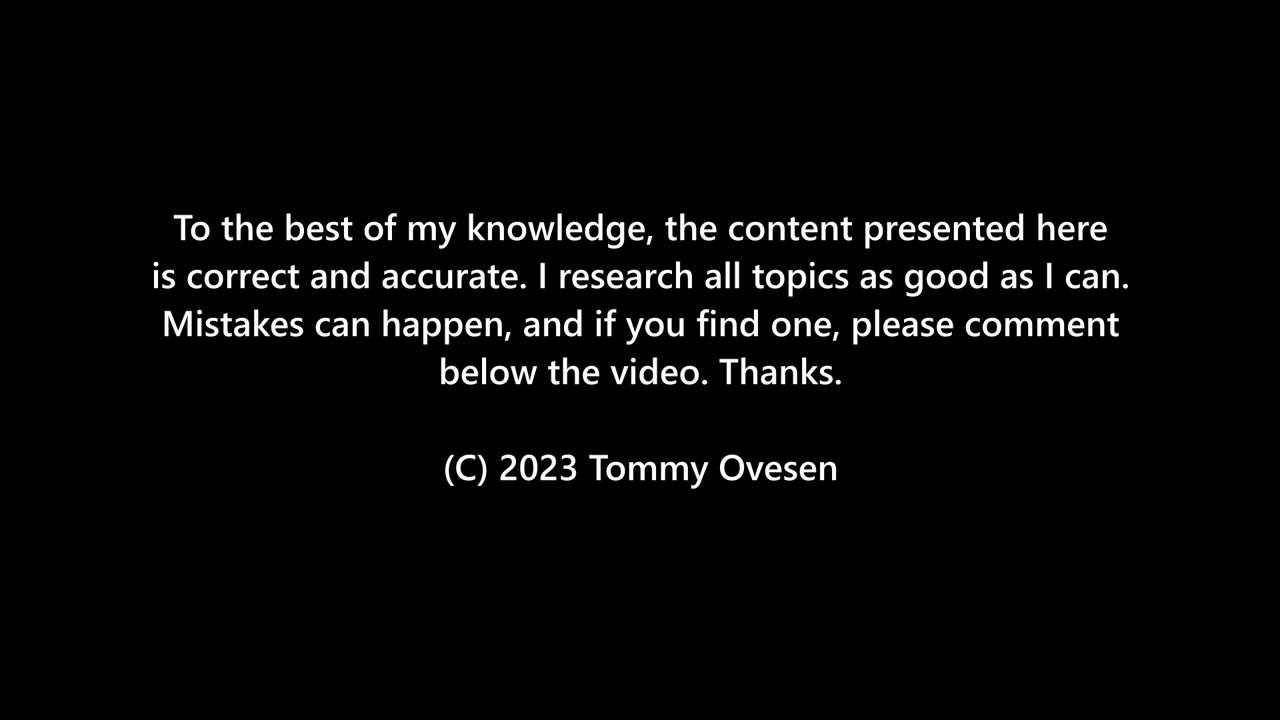 To the best of my knowledge, the content presented here
is correct and accurate. I research all topics as good as I can.
Mistakes can happen, and if you find one, please comment
below the video. Thanks.
(C) 2023 Tommy Ovesen